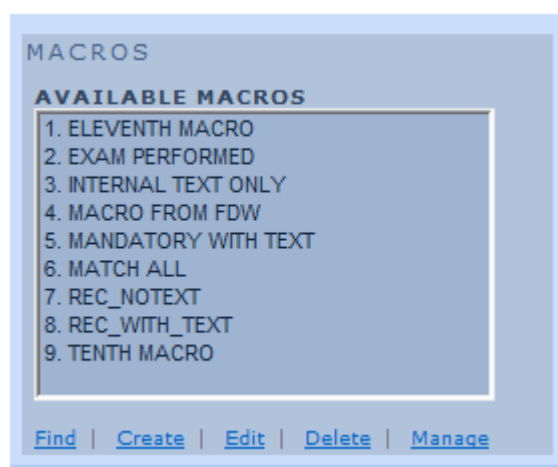 MACROS
AVAILABLE MACROS
1. ELEVENTH MACRO
2. EXAM PERFORMED
3. INTERNAL TEXT ONLY
4. MACRO FROM FDW
5. MANDATORY WITH TEXT
6. MATCH ALL
7. REC_NOTEXT
8. REC_WITH_TEXT
9. TENTH MACRO
Find | Create | Edit | Delete | Manage